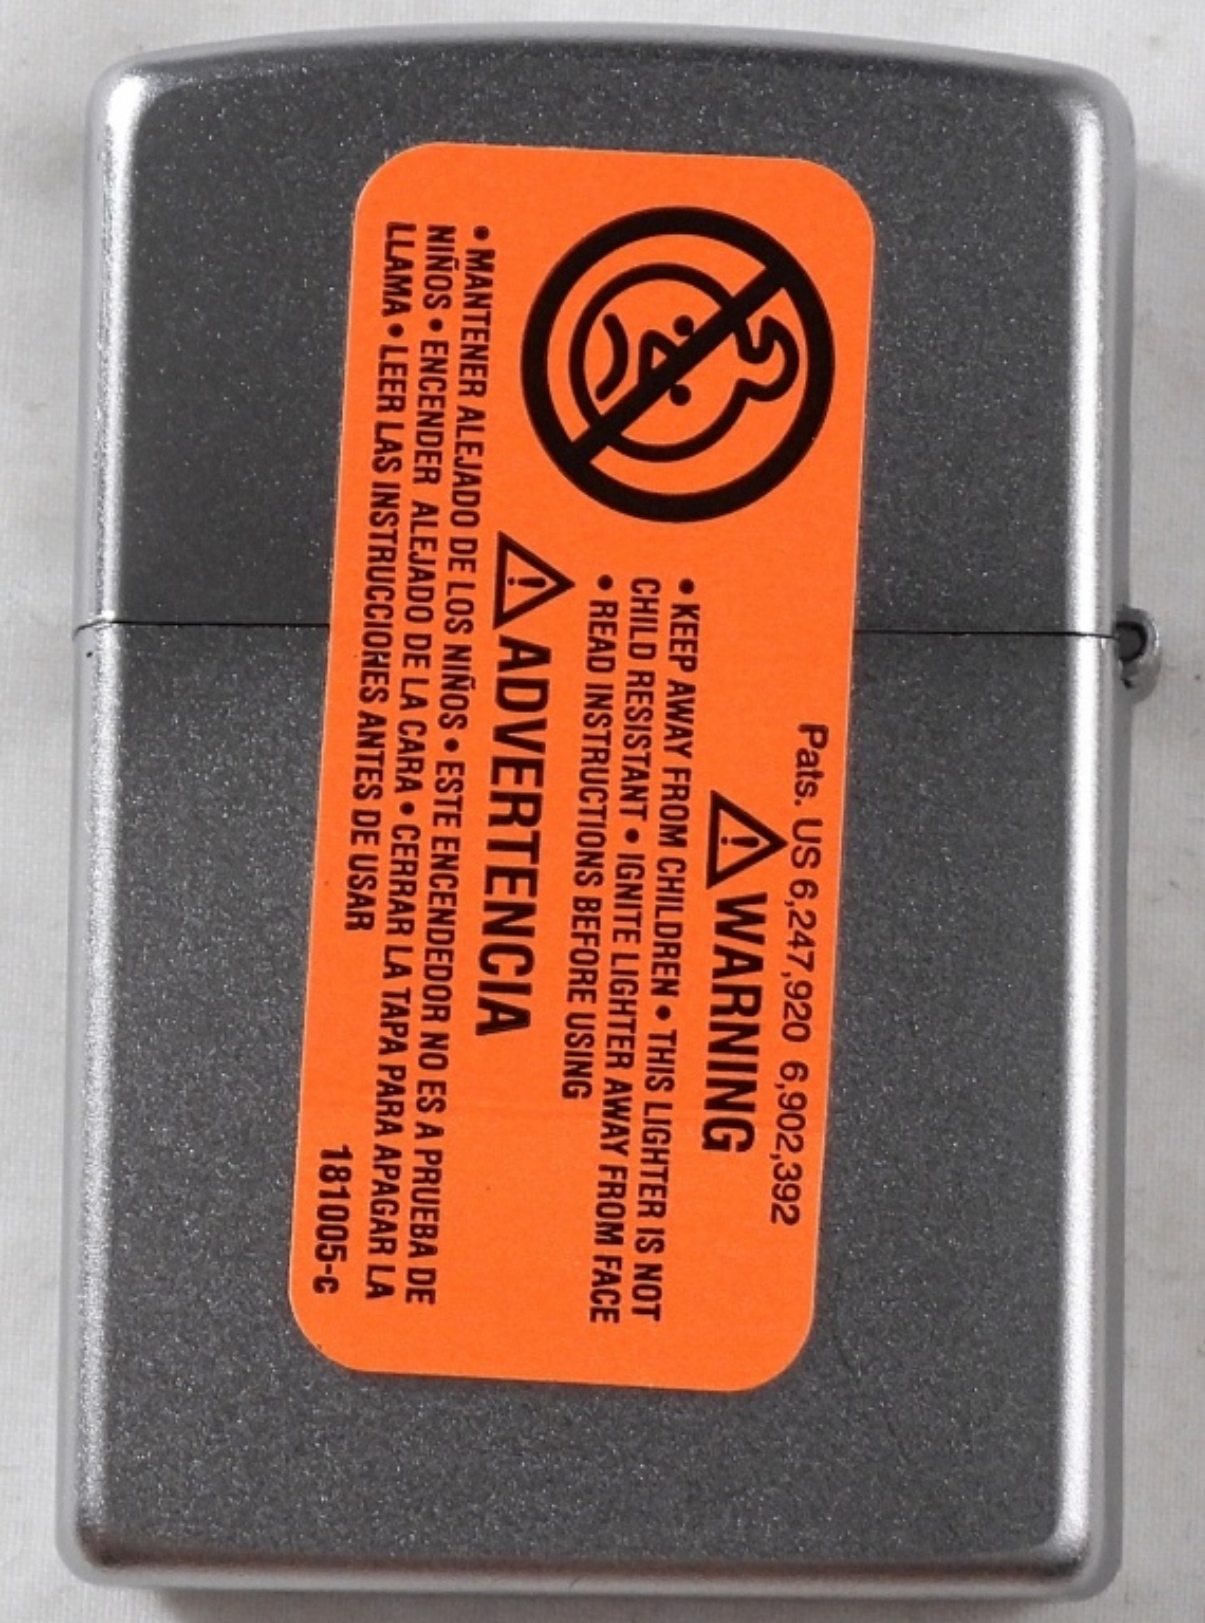 Pats. US 6,247,920 6,902,392
WARNING
• KEEP AWAY FROM CHILDREN • THIS LIGHTER IS NOT
CHILD RESISTANT • IGNITE LIGHTER AWAY FROM FACE
• READ INSTRUCTIONS BEFORE USING
ADVERTENCIA
• MANTENER ALEJADO DE LOS NIÑOS • ESTE ENCENDEDOR NO ES A PRUEBA DE
NIÑOS • ENCENDER ALEJADO DE LA CARA • CERRAR LA TAPA PARA APAGAR LA
LLAMA • LEER LAS INSTRUCCIONES ANTES DE USAR
181005-c